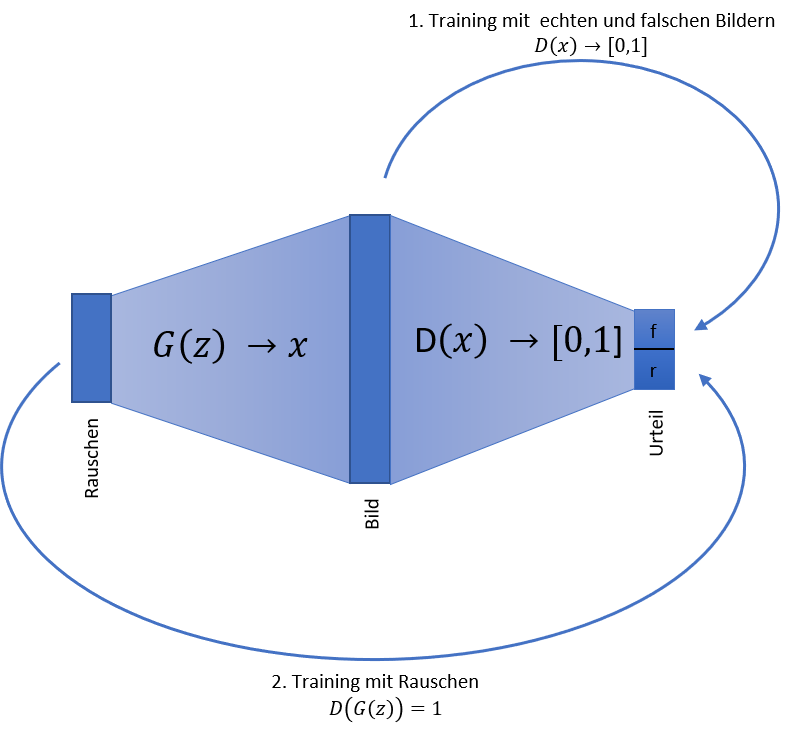 1. Training mit echten und falschen Bildern
D(x) → [0,1]
G(z) → x
D(x) → [0,1]
f
r
Rauschen
Bild
Urteil
2. Training mit Rauschen
D(G(z)) = 1